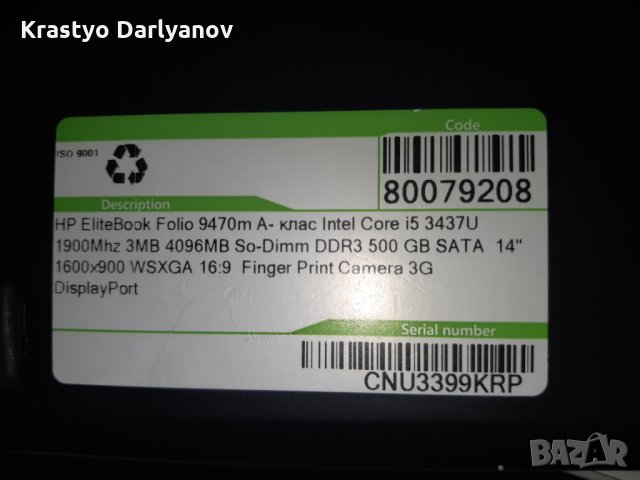 Krastyo Darlyanov
Code
ISO 9001
80079208
Description
HP EliteBook Folio 9470m A- клас Intel Core i5 3437U
1900Mhz 3MB 4096MB So-Dimm DDR3 500 GB SATA 14"
1600x900 WSXGA 16:9 Finger Print Camera 3G
DisplayPort
Serial number
CNU3399KRP
BAZAR